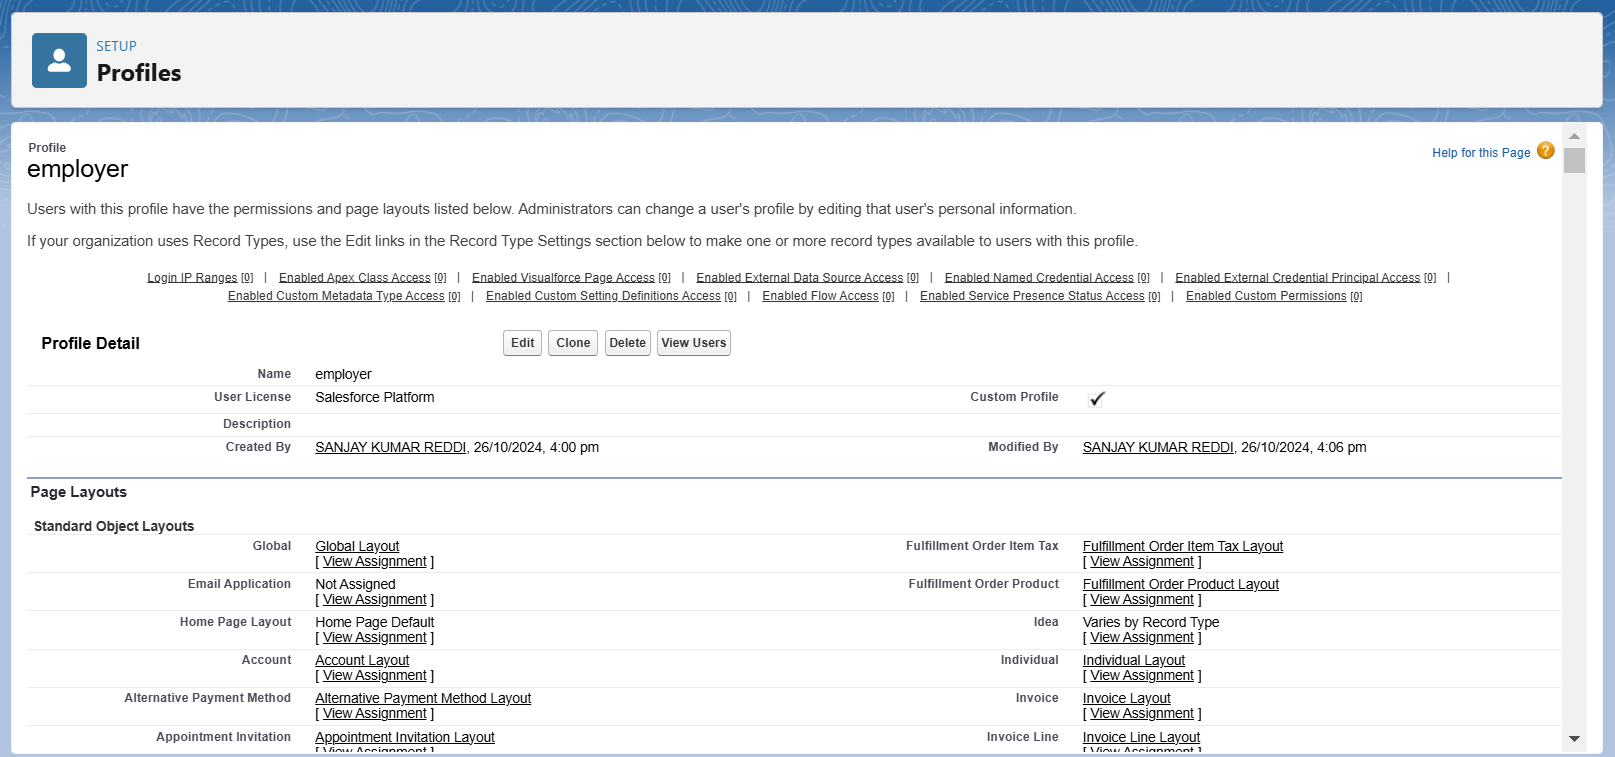 SETUP
Profiles
Profile
employer
Help for this Page ?
Users with this profile have the permissions and page layouts listed below. Administrators can change a user's profile by editing that user's personal information.
If your organization uses Record Types, use the Edit links in the Record Type Settings section below to make one or more record types available to users with this profile.
Login IP Ranges [0] | Enabled Apex Class Access [0] | Enabled Visualforce Page Access [0] | Enabled External Data Source Access [0] | Enabled Named Credential Access [0] | Enabled External Credential Principal Access [0] |
Enabled Custom Metadata Type Access [0] | Enabled Custom Setting Definitions Access [0] | Enabled Flow Access [0] | Enabled Service Presence Status Access [0] | Enabled Custom Permissions [0]
Profile Detail Edit Clone Delete View Users
Name employer
User License Salesforce Platform Custom Profile
Description
Created By SANJAY KUMAR REDDI, 26/10/2024, 4:00 pm Modified By SANJAY KUMAR REDDI, 26/10/2024, 4:06 pm
Page Layouts
Standard Object Layouts
Global Global Layout Fulfillment Order Item Tax Fulfillment Order Item Tax Layout
[ View Assignment ] [ View Assignment ]
Email Application Not Assigned Fulfillment Order Product Fulfillment Order Product Layout
[ View Assignment ] [ View Assignment ]
Home Page Layout Home Page Default Idea Varies by Record Type
[ View Assignment ] [ View Assignment ]
Account Account Layout Individual Individual Layout
[ View Assignment ] [ View Assignment ]
Alternative Payment Method Alternative Payment Method Layout Invoice Invoice Layout
[ View Assignment ] [ View Assignment ]
Appointment Invitation Appointment Invitation Layout Invoice Line Invoice Line Layout
[ View Assignment ] [ View Assignment ]